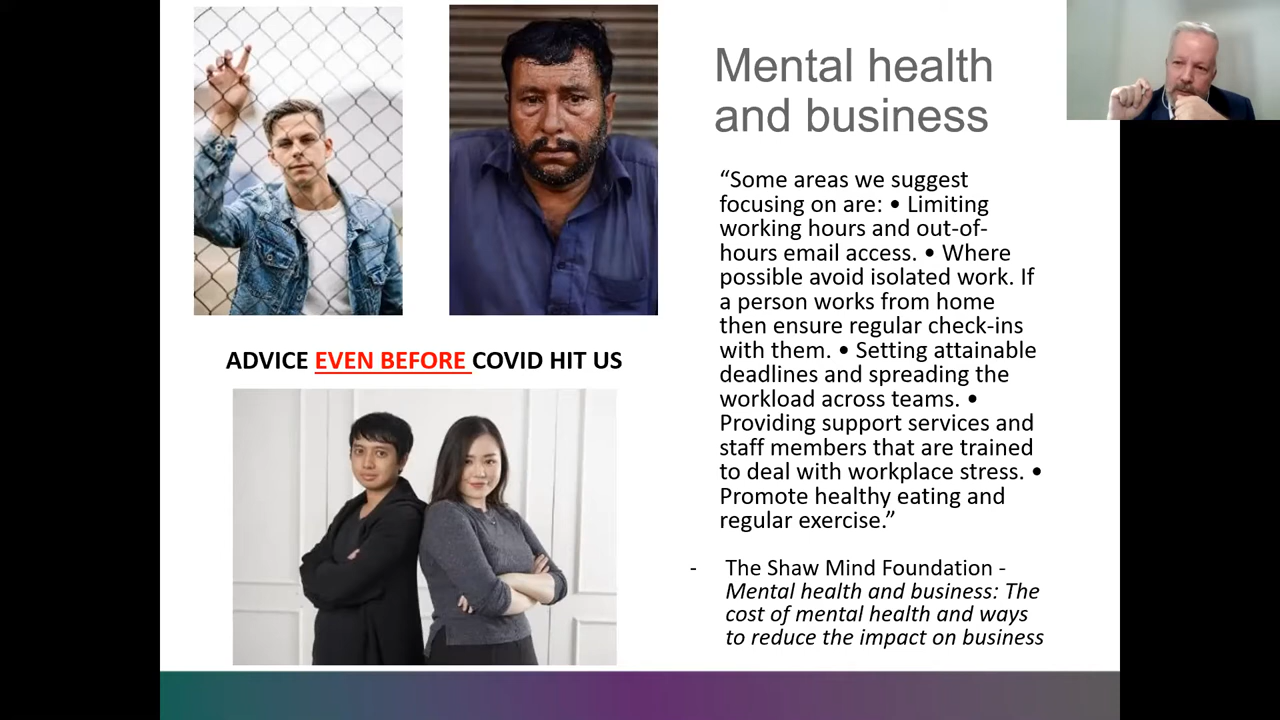 Mental health
and business
“Some areas we suggest
focusing on are: • Limiting
working hours and out-of-
hours email access. • Where
possible avoid isolated work. If
a person works from home
then ensure regular check-ins
with them. • Setting attainable
deadlines and spreading the
workload across teams. •
Providing support services and
staff members that are trained
to deal with workplace stress. •
Promote healthy eating and
regular exercise.”
- The Shaw Mind Foundation -
Mental health and business: The
cost of mental health and ways
to reduce the impact on business
ADVICE EVEN BEFORE COVID HIT US